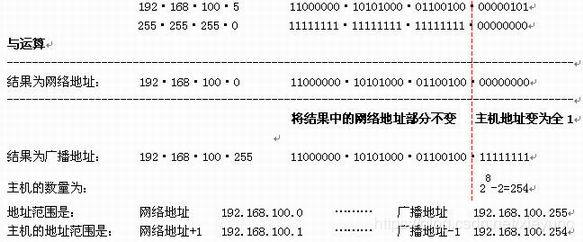 192·168·100·5 11000000·10101000·01100100·00000101
255·255·255·0 11111111·11111111·11111111·00000000
与运算
结果为网络地址: 192·168·100·0 11000000·10101000·01100100·00000000
将结果中的网络地址部分不变 主机地址变为全 1
结果为广播地址: 192·168·100·255 11000000·10101000·01100100·11111111
主机的数量为: 2^8-2=254
地址范围是: 网络地址 192.168.100.0 ········· 广播地址 192.168.100.255
主机的地址范围是: 网络地址+1 192.168.100.1 ········· 广播地址-1 192.168.100.254